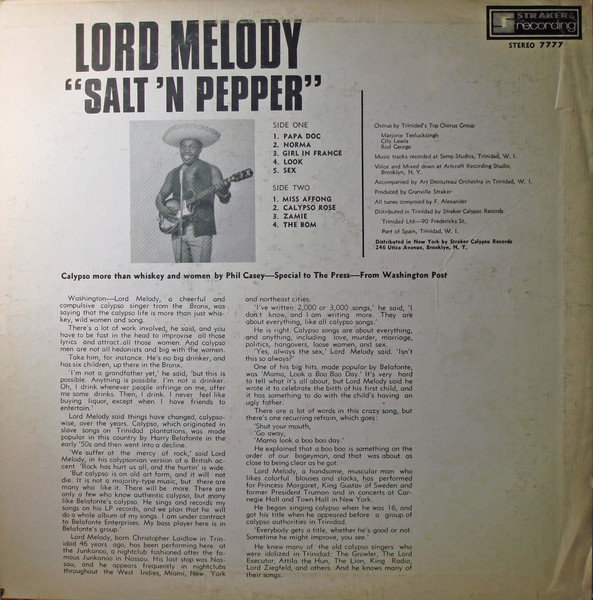 LORD MELODY
"SALT 'N PEPPER"
STRAKERS
recording
STEREO 7777
SIDE ONE
1. PAPA DOC
2. NORMA
3. GIRL IN FRANCE
4. LOOK
5. SEX
SIDE TWO
1. MISS AFFONG
2. CALYPSO ROSE
3. ZAMIE
4. THE BOM
Chorus by Trinidad's Top Chorus Group
Marjorie Teelucksingh
Clis Lewis
Rod George
Music tracks recorded at Semp Studios, Trinidad, W. I.
Voice and Mixed down at Artcraft Recording Studio,
Brooklyn, N. Y.
Accompanied by Art Decouteau Orchestra in Trinidad, W. I.
Produced by Granville Straker
All tunes composed by F. Alexander
Distributed in Trinidad by Straker Calypso Records
Trinidad Ltd—90 Fredericks St.,
Port of Spain, Trinidad, W. I.
Distributed in New York by Straker Calypso Records
246 Utica Avenue, Brooklyn, N. Y.
Calypso more than whiskey and women by Phil Casey—Special to The Press—From Washington Post
Washington—Lord Melody, a cheerful and
compulsive calypso singer from the Bronx, was
saying that the calypso life is more than just whis-
key, wild women and song.
There's a lot of work involved, he said, and you
have to be fast in the head to improvise all those
lyrics and attract all those women. And calypso
men are not all hedonists and big with the women.
Take him, for instance. He's no big drinker, and
has six children, up there in the Bronx.
'I'm not a grandfather yet,' he said, 'but this is
possible. Anything is possible. I'm not a drinker.
Oh, I drink whenever people infringe on me, offer
me some drinks. Then, I drink. I never feel like
buying liquor, except when I have friends to
entertain.'
Lord Melody said things have changed, calypso-
wise, over the years. Calypso, which originated in
slave songs on Trinidad plantations, was made
popular in this country by Harry Belafonte in the
early '50s and then went into a decline.
'We suffer at the mercy of rock,' said Lord
Melody, in his calypsonian version of a British ac-
cent. 'Rock has hurt us all, and the hurtin' is wide.
'But calypso is an old art form, and it will not
die. It is not a majority-type music, but there are
many who like it. There will be more. There are
only a few who know authentic calypso, but many
like Belafonte's calypso. He sings and records my
songs on his LP records, and we plan that he will
do a whole album of my songs. I am under contract
to Belafonte Enterprises. My bass player here is in
Belafonte's group.'
Lord Melody, born Christopher Laidlow in Trin-
idad 46 years ago, has been performing here at
the Junkanoo, a nightclub fashioned after the fa-
mous Junkanoo in Nassau. His last stop was Nas-
sau, and he appears frequently in nightclubs
throughout the West Indies, Miami, New York
and northeast cities.
'I've written 2,000 or 3,000 songs,' he said, 'I
don't know, and I am writing more. They are
about everything, like all calypso songs.'
He is right. Calypso songs are about everything,
and anything, including love, murder, marriage,
politics, hangovers, loose women, and sex.
'Yes, always the sex,' Lord Melody said. 'Isn't
this so always?'
One of his big hits, made popular by Belafonte,
was 'Mama, Look a Boo Boo Day.' It's very hard
to tell what it's all about, but Lord Melody said he
wrote it to celebrate the birth of his first child, and
it has something to do with the child's having an
ugly father.
There are a lot of words in this crazy song, but
there's one recurring refrain, which goes:
'Shut your mouth,
'Go away,
'Mama look a boo boo day.'
He explained that a boo boo is something on the
order of our bogeyman, and that was about as
close to being clear as he got.
Lord Melody, a handsome, muscular man who
likes colorful blouses and slacks, has performed
for Princess Margaret, King Gustav of Sweden and
former President Truman and in concerts at Car-
negie Hall and Town Hall in New York.
He began singing calypso when he was 16, and
got his title when he appeared before a group of
calypso authorities in Trinidad.
'Everybody gets a title, whether he's good or not.
Sometime he might improve, you see.'
He knew many of the old calypso singers who
were idolized in Trinidad: The Growler, The Lord
Executor, Attila the Hun, The Lion, King Radio,
Lord Ziegfeld, and others. And he knows many of
their songs.